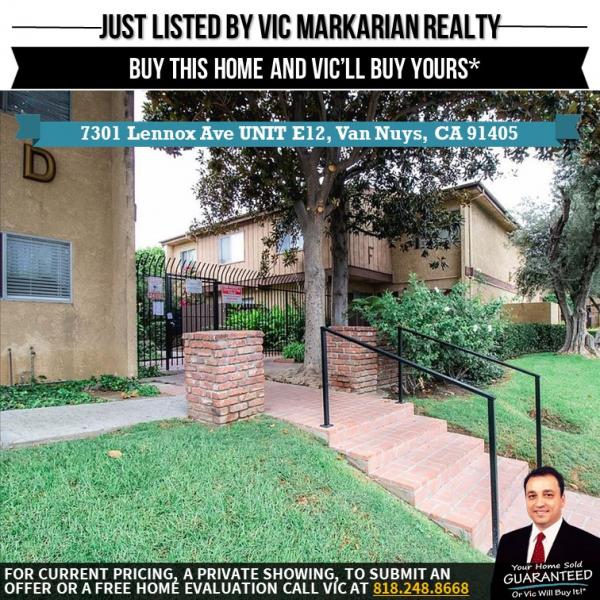 JUST LISTED BY VIC MARKARIAN REALTY
BUY THIS HOME AND VIC'LL BUY YOURS*
7301 Lennox Ave UNIT E12, Van Nuys, CA 91405
D
F
Your Home Sold
GUARANTEED
Or Vic Will Buy It!*
FOR CURRENT PRICING, A PRIVATE SHOWING, TO SUBMIT AN
OFFER OR A FREE HOME EVALUATION CALL VIC AT 818.248.8668